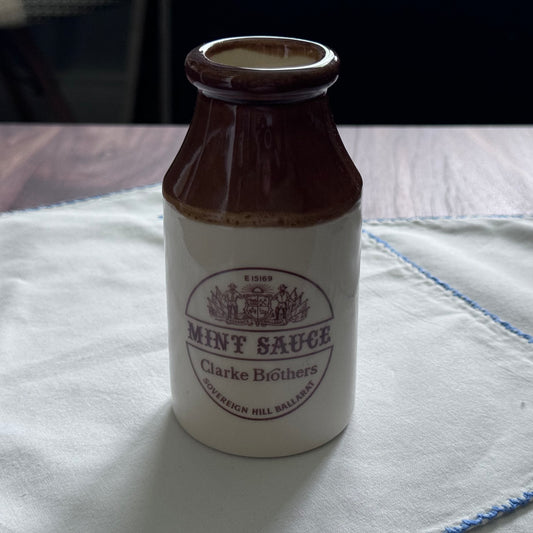 E 15169
MINT SAUCE
Clarke Brothers
SOVEREIGN HILL BALLARAT